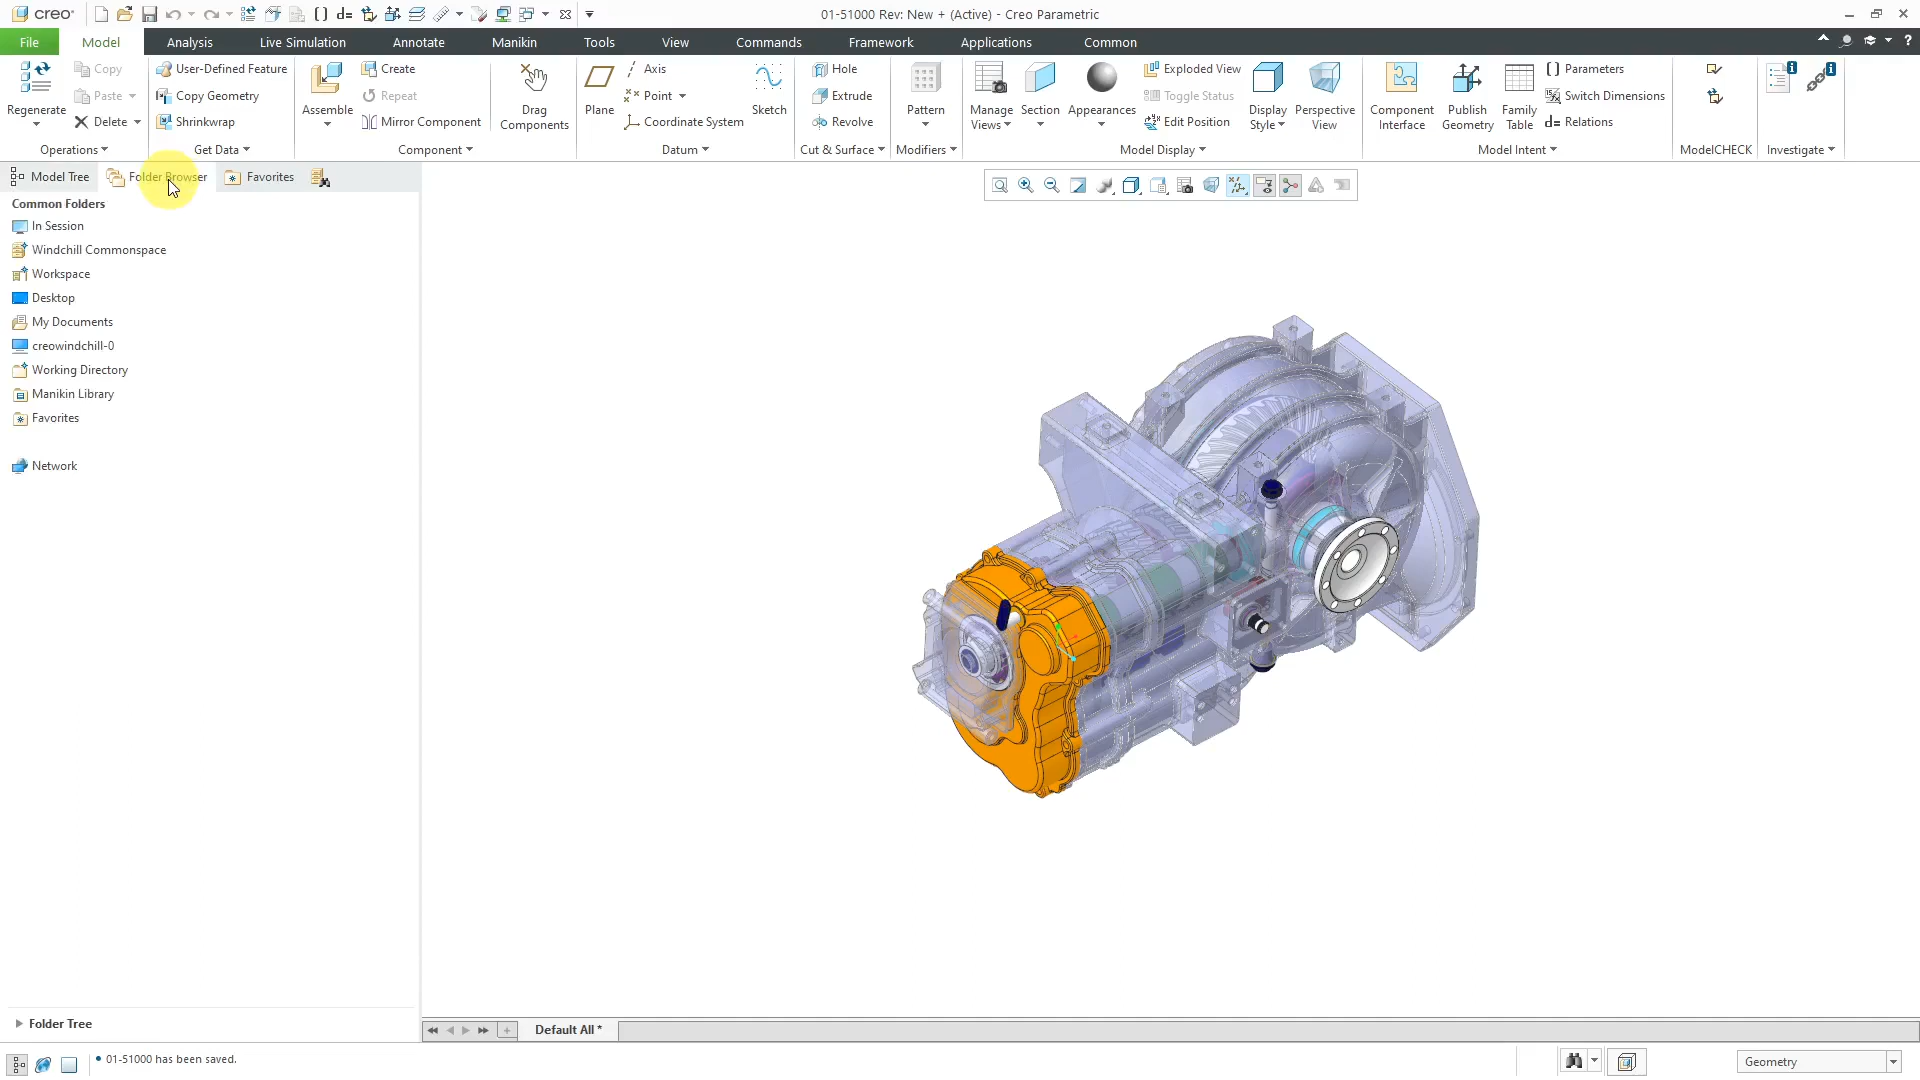 creo
d=
01-51000 Rev: New + (Active) - Creo Parametric
File
Model
Analysis
Live Simulation
Annotate
Manikin
Tools
View
Commands
Framework
Applications
Common
Regenerate
Copy
Paste
Delete
Operations
User-Defined Feature
Copy Geometry
Shrinkwrap
Get Data
Assemble
Create
Repeat
Mirror Component
Component
Drag
Components
Plane
Axis
Point
Coordinate System
Datum
Sketch
Hole
Extrude
Revolve
Cut & Surface
Pattern
Modifiers
Manage
Views
Section
Appearances
Exploded View
Toggle Status
Edit Position
Model Display
Display
Style
Perspective
View
Component
Interface
Publish
Geometry
Family
Table
Parameters
Switch Dimensions
d= Relations
Model Intent
ModelCHECK
Investigate
Model Tree
Folder Browser
Favorites
Common Folders
In Session
Windchill Commonspace
Workspace
Desktop
My Documents
creowindchill-0
Working Directory
Manikin Library
Favorites
Network
Folder Tree
Default All *
01-51000 has been saved.
Geometry